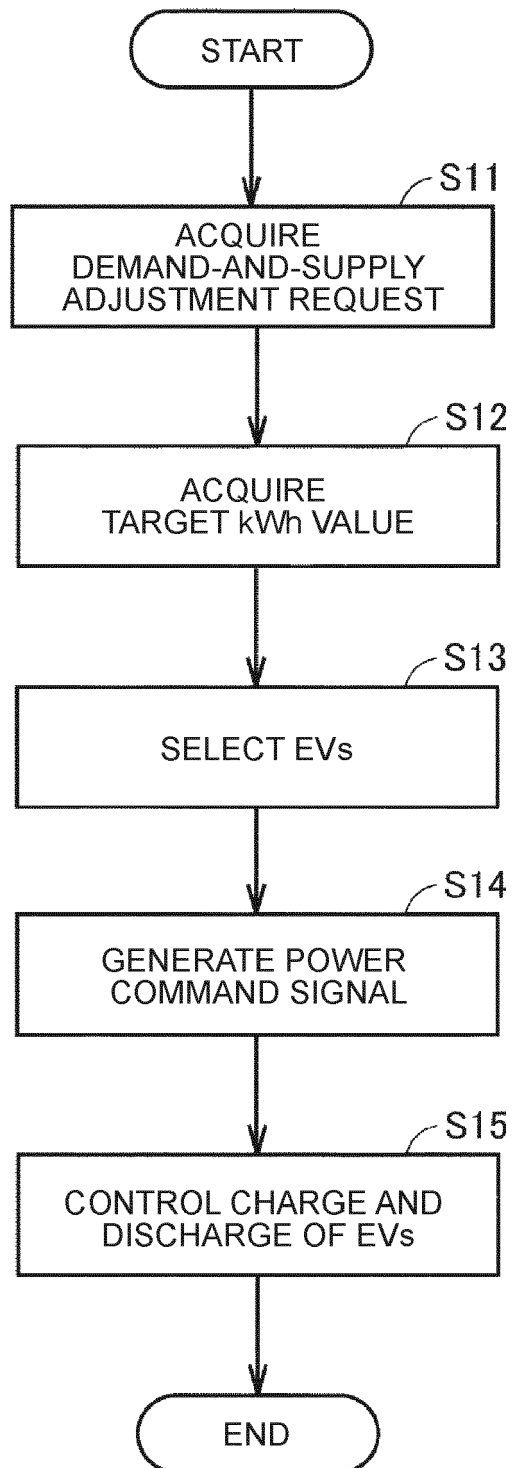 START
S11
ACQUIRE
DEMAND-AND-SUPPLY
ADJUSTMENT REQUEST
S12
ACQUIRE
TARGET kWh VALUE
S13
SELECT EVs
S14
GENERATE POWER
COMMAND SIGNAL
S15
CONTROL CHARGE AND
DISCHARGE OF EVs
END